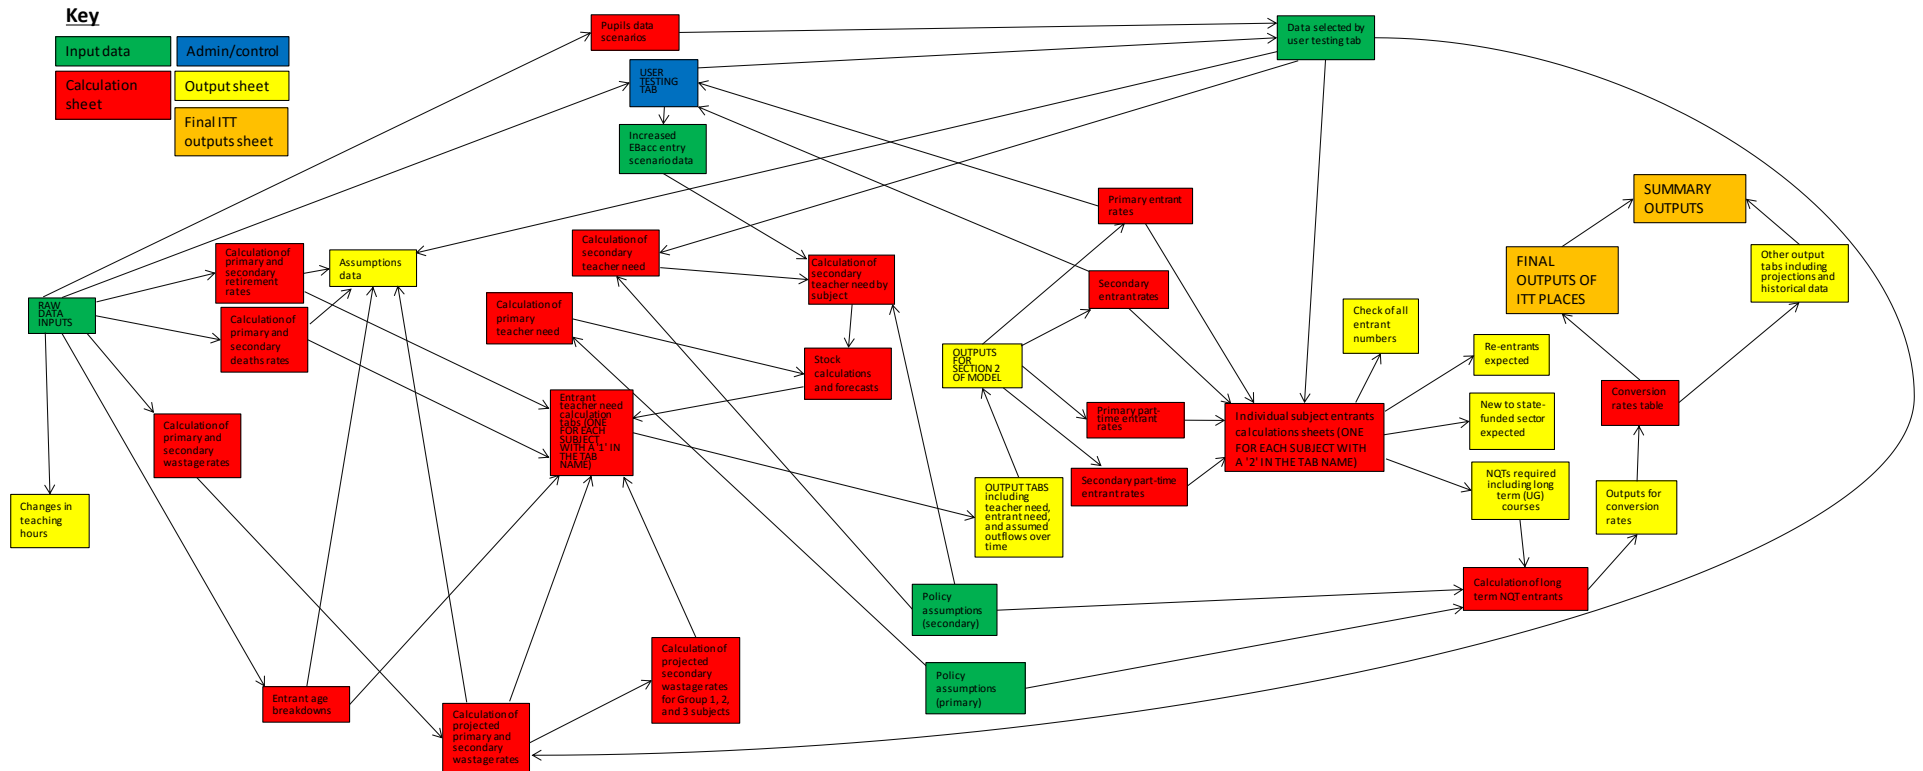 Key
Input data
Admin/control
Calculation
sheet
Output sheet
Final ITT
outputs sheet
Pupils data
scenarios
Data selected by
user testing tab
USER
TESTING
TAB
Increased
EBacc entry
scenario data
Primary entrant
rates
SUMMARY
OUTPUTS
Calculation of
primary and
secondary
retirement
rates
Assumptions
data
Calculation of
secondary
teacher need
Calculation of
secondary
teacher need by
subject
Secondary
entrant rates
FINAL
OUTPUTS OF
ITT PLACES
Other output
tabs including
projections and
historical data
RAW
DATA
INPUTS
Calculation of
primary and
secondary
deaths rates
Calculation of
primary
teacher need
Check of all
entrant
numbers
Stock
calculations
and forecasts
OUTPUTS
FOR
SECTION 2
OF MODEL
Re-entrants
expected
Entrant
teacher need
calculation
tabs (ONE
FOR EACH
SUBJECT
WITH A '1' IN
THE TAB
NAME)
Primary part-
time entrant
rates
Individual subject entrants
calculations sheets (ONE
FOR EACH SUBJECT WITH
A '2' IN THE TAB NAME)
New to state-
funded sector
expected
Conversion
rates table
Calculation of
primary and
secondary
wastage rates
Secondary part-time
entrant rates
NQTs required
including long
term (UG)
courses
Changes in
teaching
hours
OUTPUT TABS
including
teacher need,
entrant need,
and assumed
outflows over
time
Outputs for
conversion
rates
Policy
assumptions
(secondary)
Calculation of long
term NQT entrants
Entrant age
breakdowns
Calculation of
projected
primary and
secondary
wastage rates
Calculation of
projected
secondary
wastage rates
for Group 1, 2,
and 3 subjects
Policy
assumptions
(primary)